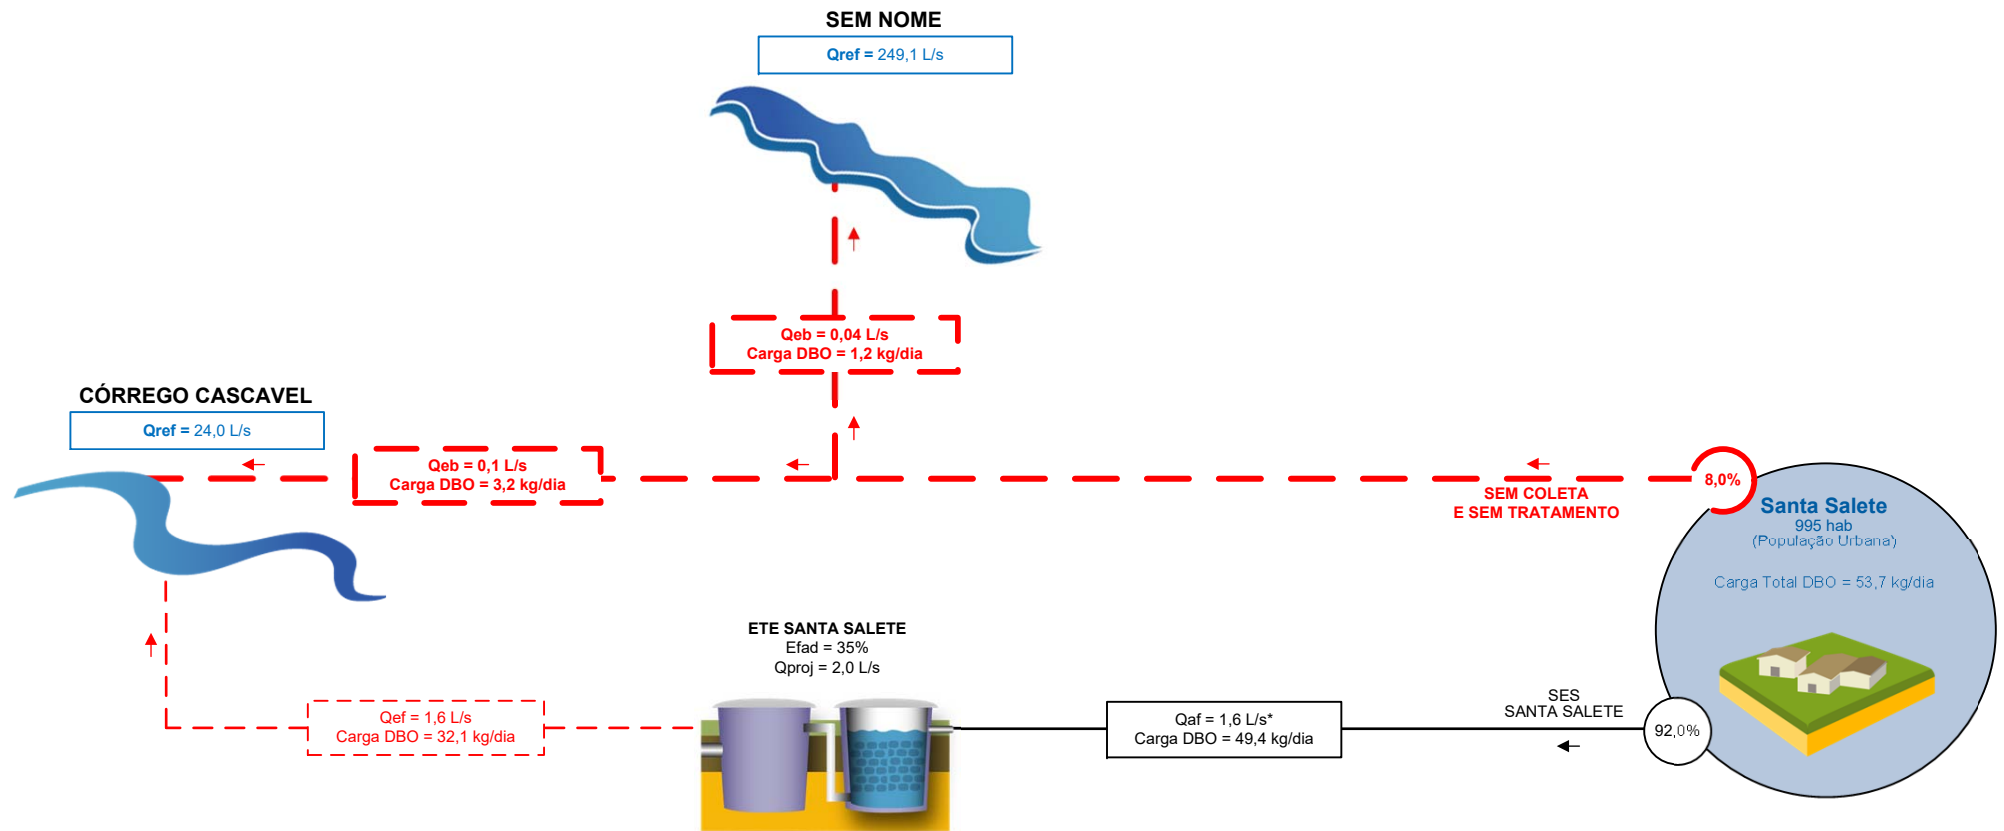 SEM NOME
Qref = 249,1 L/s
Qeb = 0,04 L/s
Carga DBO = 1,2 kg/dia
CÓRREGO CASCAVEL
Qref = 24,0 L/s
Qeb = 0,1 L/s
Carga DBO = 3,2 kg/dia
SEM COLETA
E SEM TRATAMENTO
8,0%
Santa Salete
995 hab
(População Urbana)
Carga Total DBO = 53,7 kg/dia
ETE SANTA SALETE
Efad = 35%
Qproj = 2,0 L/s
Qef = 1,6 L/s
Carga DBO = 32,1 kg/dia
Qaf = 1,6 L/s*
Carga DBO = 49,4 kg/dia
SES
SANTA SALETE
92,0%